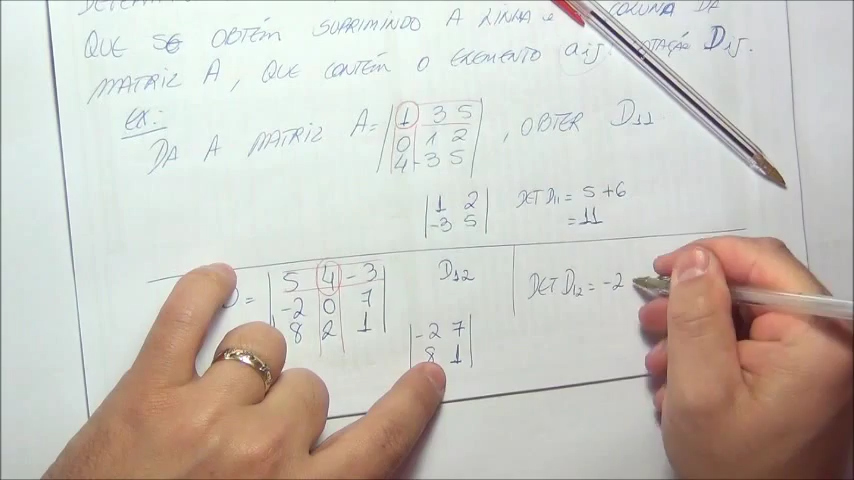 QUE SE OBTÉM SUPRIMINDO A LINHA E COLUNA DA
MATRIZ A, QUE CONTÉM O ELEMENTO aij. Dij.
EX:
DA A MATRIZ A= |1 3 5| , OBTER D11
|0 1 2|
|4 -3 5|
|1 2| DET D11 = 5 + 6
|-3 5| = 11
= |5 4 -3| D12 DET D12 = -2
|-2 0 7|
|8 2 1|
|-2 7|
|8 1|